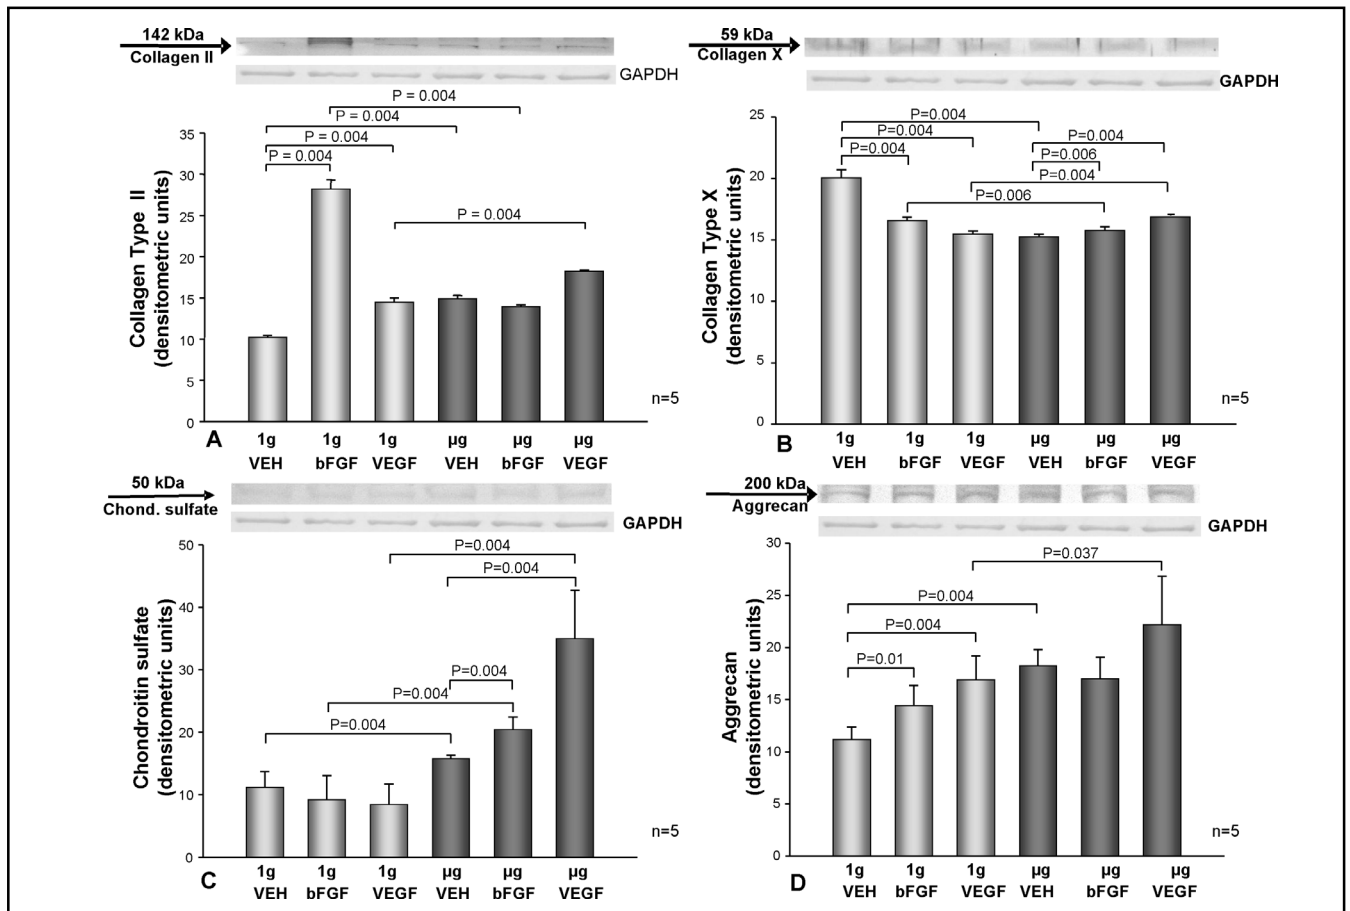 142 kDa
Collagen II
GAPDH
P = 0.004
P = 0.004
P = 0.004
P = 0.004
P = 0.004
35
30
25
20
15
10
5
0
Collagen Type II
(densitometric units)
n=5
A
1g 1g 1g µg µg µg
VEH bFGF VEGF VEH bFGF VEGF
59 kDa
Collagen X
GAPDH
P=0.004
P=0.004
P=0.004
P=0.004
P=0.006
P=0.004
P=0.006
25
20
15
10
5
0
Collagen Type X
(densitometric units)
n=5
B
1g 1g 1g µg µg µg
VEH bFGF VEGF VEH bFGF VEGF
50 kDa
Chond. sulfate
GAPDH
P=0.004
P=0.004
P=0.004
P=0.004
P=0.004
50
40
30
20
10
0
Chondroitin sulfate
(densitometric units)
n=5
C
1g 1g 1g µg µg µg
VEH bFGF VEGF VEH bFGF VEGF
200 kDa
Aggrecan
GAPDH
P=0.037
P=0.004
P=0.004
P=0.01
30
25
20
15
10
5
0
Aggrecan
(densitometric units)
n=5
D
1g 1g 1g µg µg µg
VEH bFGF VEGF VEH bFGF VEGF